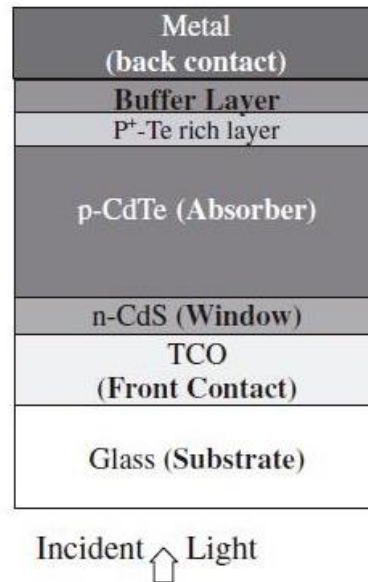 Metal
(back contact)
Buffer Layer
P+-Te rich layer
p-CdTe (Absorber)
n-CdS (Window)
TCO
(Front Contact)
Glass (Substrate)
Incident Light